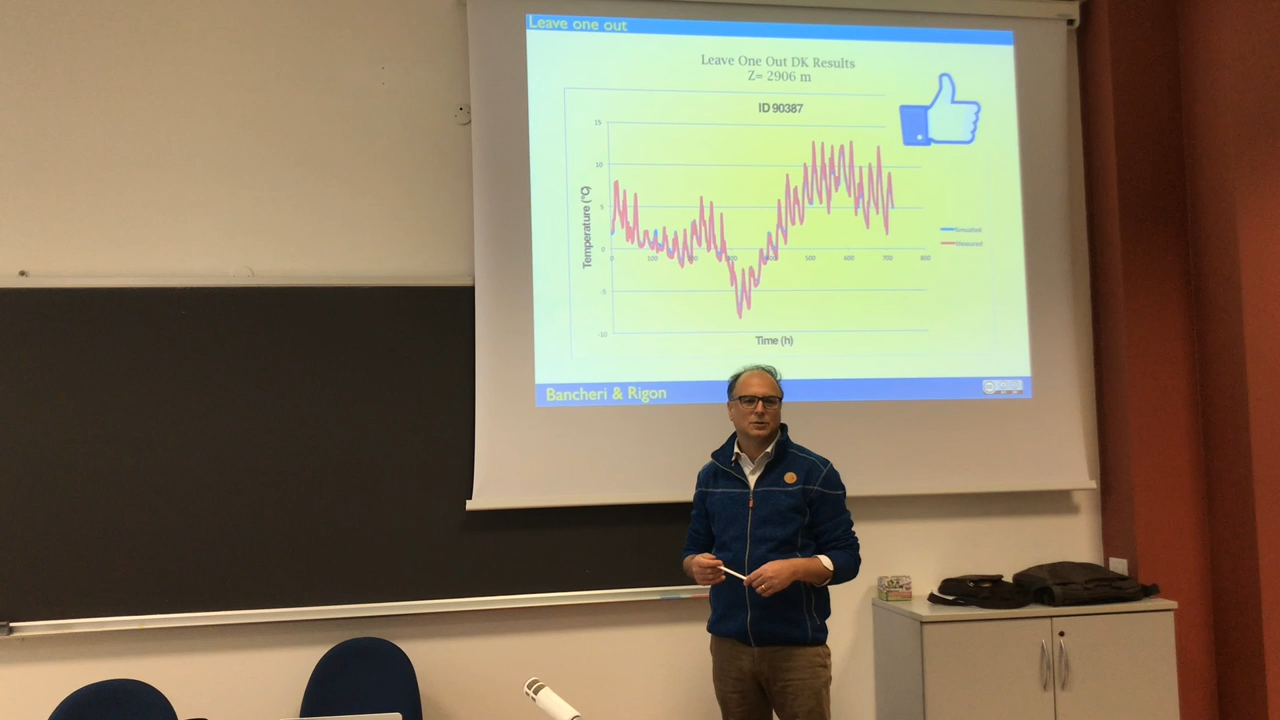 Leave one out
Leave One Out DK Results
Z= 2906 m
ID 90387
15
10
5
0
-5
-10
0 100 200 300 400 500 600 700 800
Temperature (°C)
Time (h)
Simulated
Measured
Bancheri & Rigon